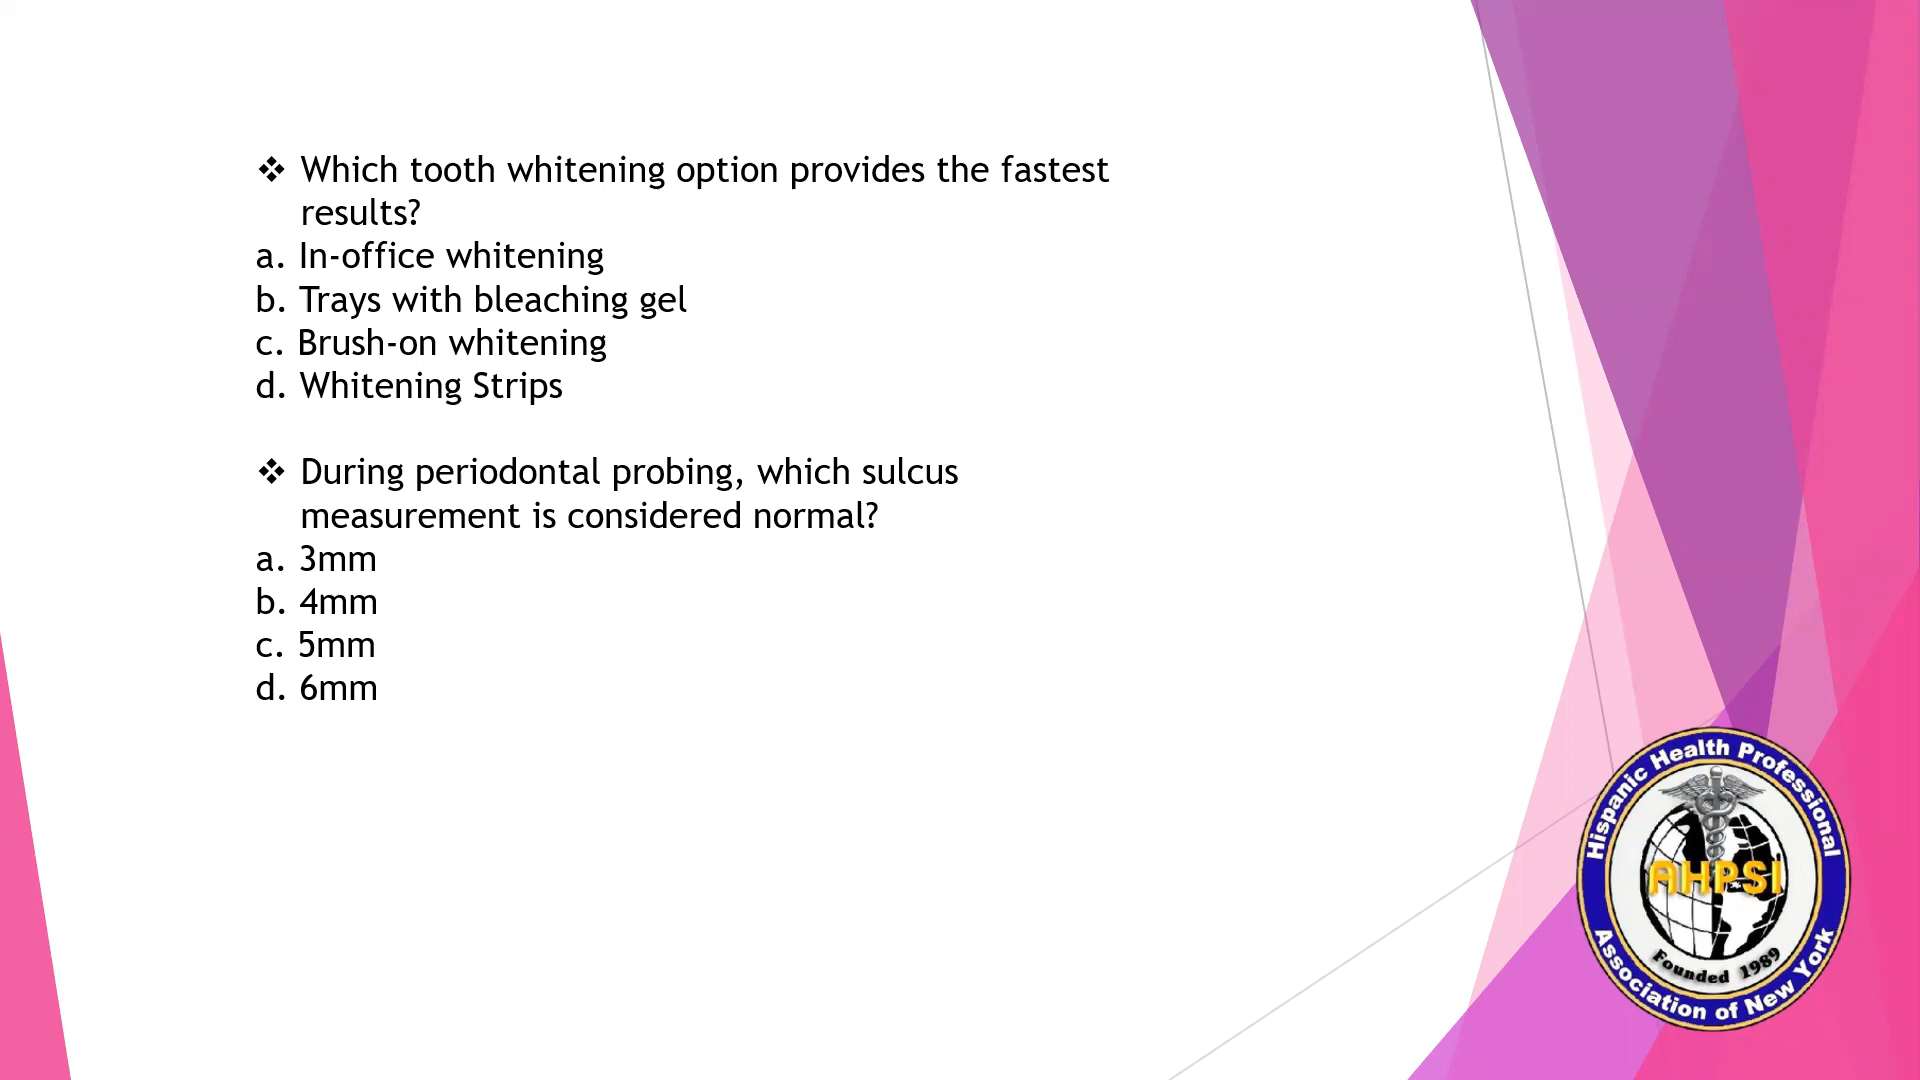 ❖ Which tooth whitening option provides the fastest
results?
a. In-office whitening
b. Trays with bleaching gel
c. Brush-on whitening
d. Whitening Strips
❖ During periodontal probing, which sulcus
measurement is considered normal?
a. 3mm
b. 4mm
c. 5mm
d. 6mm
Hispanic Health Professional
AHPSI
Founded 1989
Association of New York